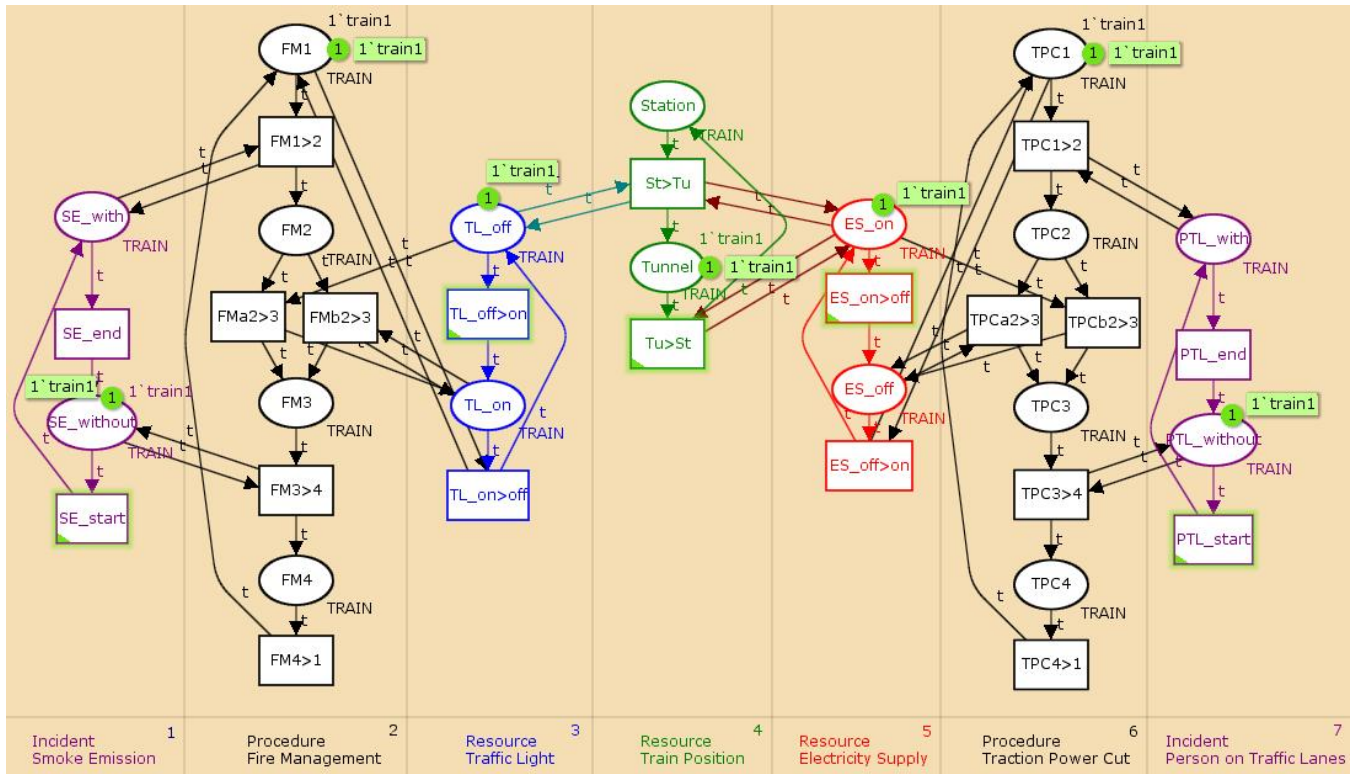 1`train1
FM1
1
1`train1
TRAIN
t
FM1>2
t
t
t
SE_with
TRAIN
t
SE_end
t
1`train1
1
1`train1
SE_without
TRAIN
t
t
SE_start
FM2
TRAIN
t
t
FMa2>3
FMb2>3
t
t
FM3
TRAIN
t
t
t
FM3>4
t
FM4
TRAIN
t
t
FM4>1
1`train1
1
TL_off
TRAIN
t
t
t
t
t
TL_off>on
t
t
TL_on
TRAIN
t
TL_on>off
Station
TRAIN
t
St>Tu
t
1`train1
Tunnel
1
1`train1
TRAIN
t
Tu>St
t
t
t
t
1
1`train1
ES_on
TRAIN
t
ES_on>off
t
ES_off
TRAIN
t
t
ES_off>on
1`train1
TPC1
1
1`train1
TRAIN
t
TPC1>2
t
t
t
TPC2
TRAIN
t
t
TPCa2>3
TPCb2>3
t
t
t
t
TPC3
TRAIN
t
t
t
TPC3>4
t
TPC4
TRAIN
t
t
TPC4>1
PTL_with
TRAIN
t
PTL_end
t
1
1`train1
PTL_without
TRAIN
t
t
PTL_start
Incident
Smoke Emission
1
Procedure
Fire Management
2
Resource
Traffic Light
3
Resource
Train Position
4
Resource
Electricity Supply
5
Procedure
Traction Power Cut
6
Incident
Person on Traffic Lanes
7